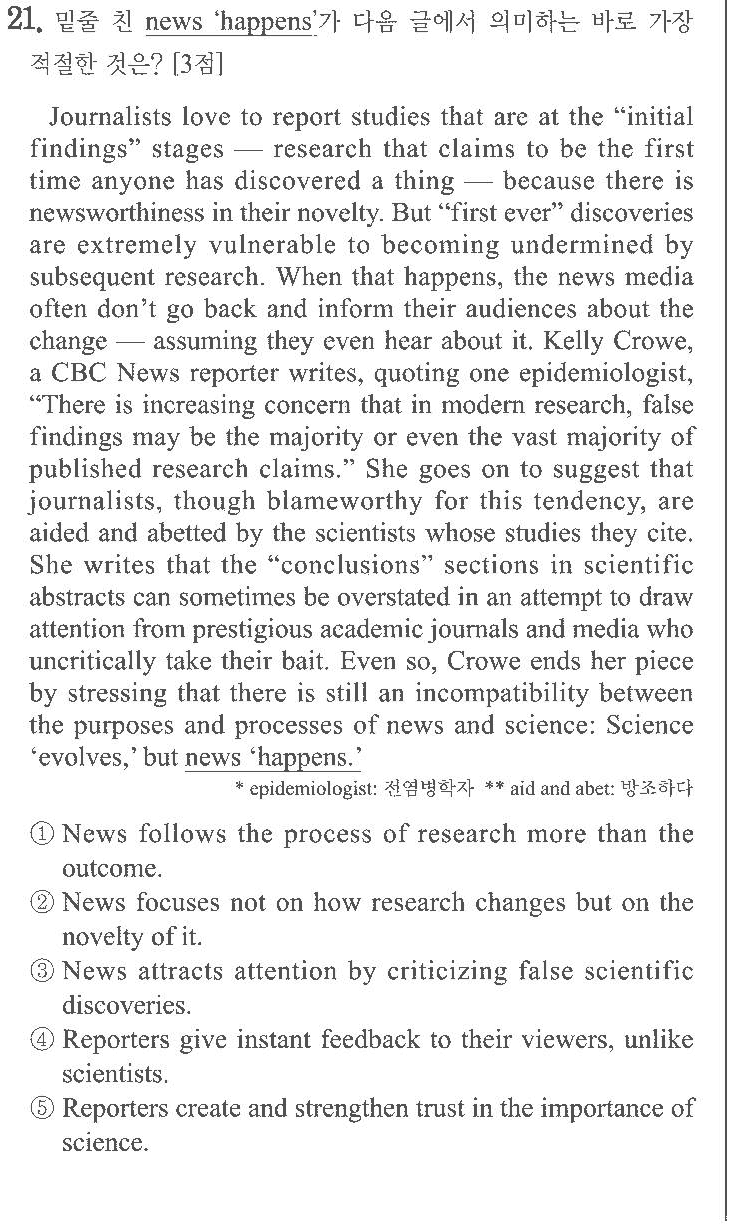 21. 밑줄 친 news ‘happens’가 다음 글에서 의미하는 바로 가장
적절한 것은? [3점]
Journalists love to report studies that are at the “initial
findings” stages — research that claims to be the first
time anyone has discovered a thing — because there is
newsworthiness in their novelty. But “first ever” discoveries
are extremely vulnerable to becoming undermined by
subsequent research. When that happens, the news media
often don’t go back and inform their audiences about the
change — assuming they even hear about it. Kelly Crowe,
a CBC News reporter writes, quoting one epidemiologist,
“There is increasing concern that in modern research, false
findings may be the majority or even the vast majority of
published research claims.” She goes on to suggest that
journalists, though blameworthy for this tendency, are
aided and abetted by the scientists whose studies they cite.
She writes that the “conclusions” sections in scientific
abstracts can sometimes be overstated in an attempt to draw
attention from prestigious academic journals and media who
uncritically take their bait. Even so, Crowe ends her piece
by stressing that there is still an incompatibility between
the purposes and processes of news and science: Science
‘evolves,’ but news ‘happens.’
* epidemiologist: 전염병학자 ** aid and abet: 방조하다
① News follows the process of research more than the
outcome.
② News focuses not on how research changes but on the
novelty of it.
③ News attracts attention by criticizing false scientific
discoveries.
④ Reporters give instant feedback to their viewers, unlike
scientists.
⑤ Reporters create and strengthen trust in the importance of
science.